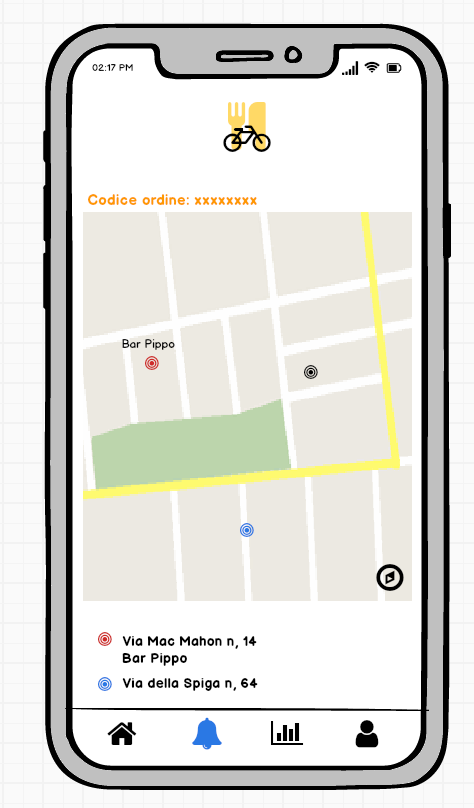 02:17 PM
Codice ordine: xxxxxxxx
Bar Pippo
Via Mac Mahon n, 14
Bar Pippo
Via della Spiga n, 64